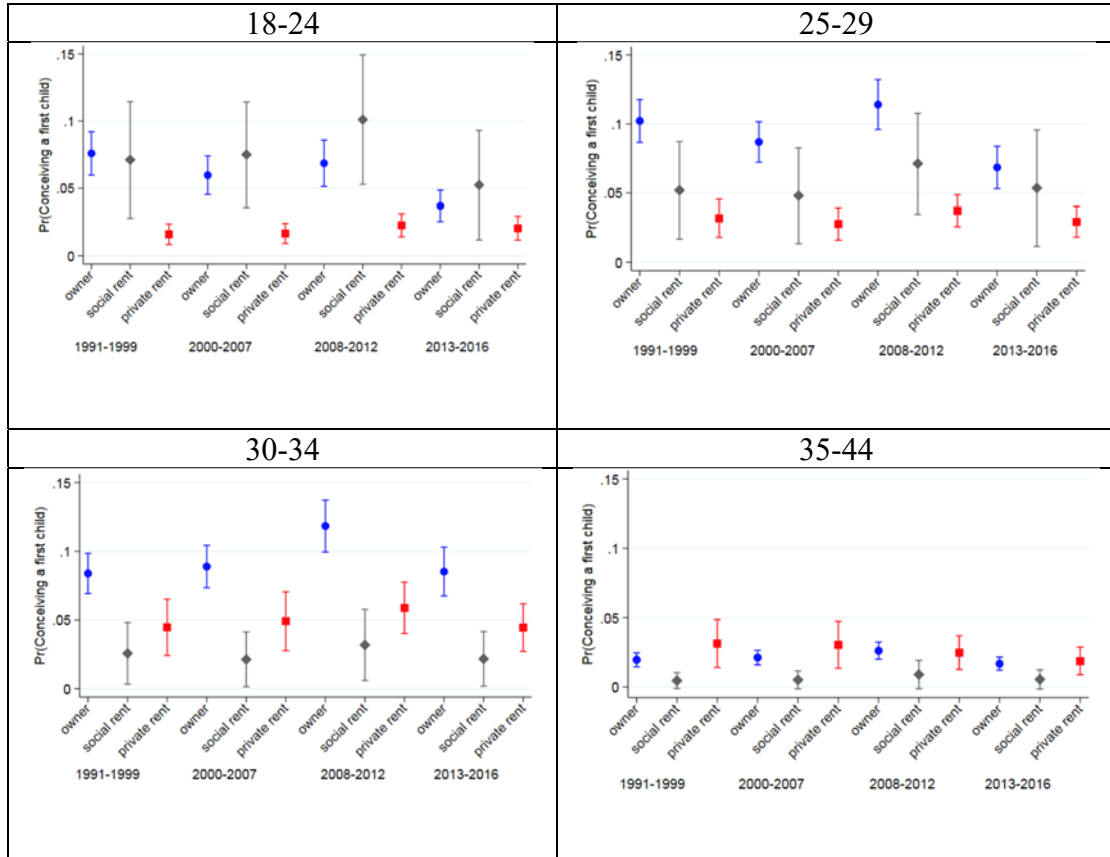 18-24
Pr(Conceiving a first child)
.15
.1
.05
0
owner
social rent
private rent
owner
social rent
private rent
owner
social rent
private rent
owner
social rent
private rent
1991-1999
2000-2007
2008-2012
2013-2016
25-29
Pr(Conceiving a first child)
.15
.1
.05
0
owner
social rent
private rent
owner
social rent
private rent
owner
social rent
private rent
owner
social rent
private rent
1991-1999
2000-2007
2008-2012
2013-2016
30-34
Pr(Conceiving a first child)
.15
.1
.05
0
owner
social rent
private rent
owner
social rent
private rent
owner
social rent
private rent
owner
social rent
private rent
1991-1999
2000-2007
2008-2012
2013-2016
35-44
Pr(Conceiving a first child)
.15
.1
.05
0
owner
social rent
private rent
owner
social rent
private rent
owner
social rent
private rent
owner
social rent
private rent
1991-1999
2000-2007
2008-2012
2013-2016